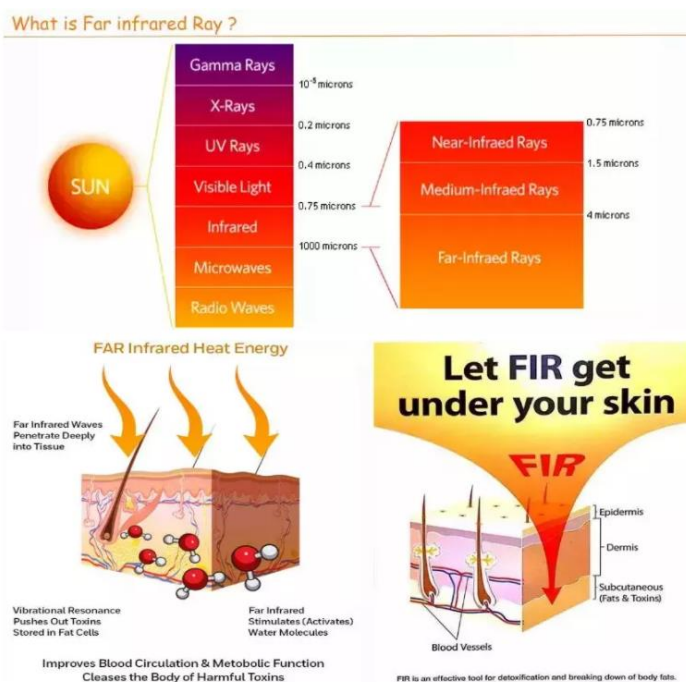 What is Far infrared Ray ?
SUN
Gamma Rays
10⁻⁵ microns
X-Rays
0.2 microns
UV Rays
0.4 microns
Visible Light
0.75 microns
Infrared
1000 microns
Microwaves
Radio Waves
0.75 microns
Near-Infraed Rays
1.5 microns
Medium-Infraed Rays
4 microns
Far-Infraed Rays
FAR Infrared Heat Energy
Far Infrared Waves
Penetrate Deeply
into Tissue
Vibrational Resonance
Pushes Out Toxins
Stored in Fat Cells
Far Infrared
Stimulates (Activates)
Water Molecules
Improves Blood Circulation & Metobolic Function
Cleases the Body of Harmful Toxins
Let FIR get
under your skin
FIR
Epidermis
Dermis
Subcutaneous
(Fats & Toxins)
Blood Vessels
FIR is an effective tool for detoxification and breaking down of body fats.